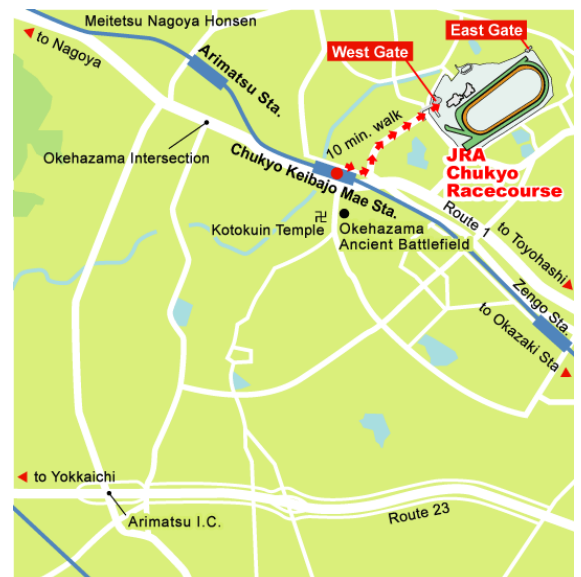 Meitetsu Nagoya Honsen
to Nagoya
Arimatsu Sta.
East Gate
West Gate
10 min. walk
Okehazama Intersection
Chukyo Keibajo Mae Sta.
JRA
Chukyo
Racecourse
Route 1
to Toyohashi
Kotokuin Temple 卍
Okehazama
Ancient Battlefield
Zengo Sta.
to Okazaki Sta
to Yokkaichi
Arimatsu I.C.
Route 23